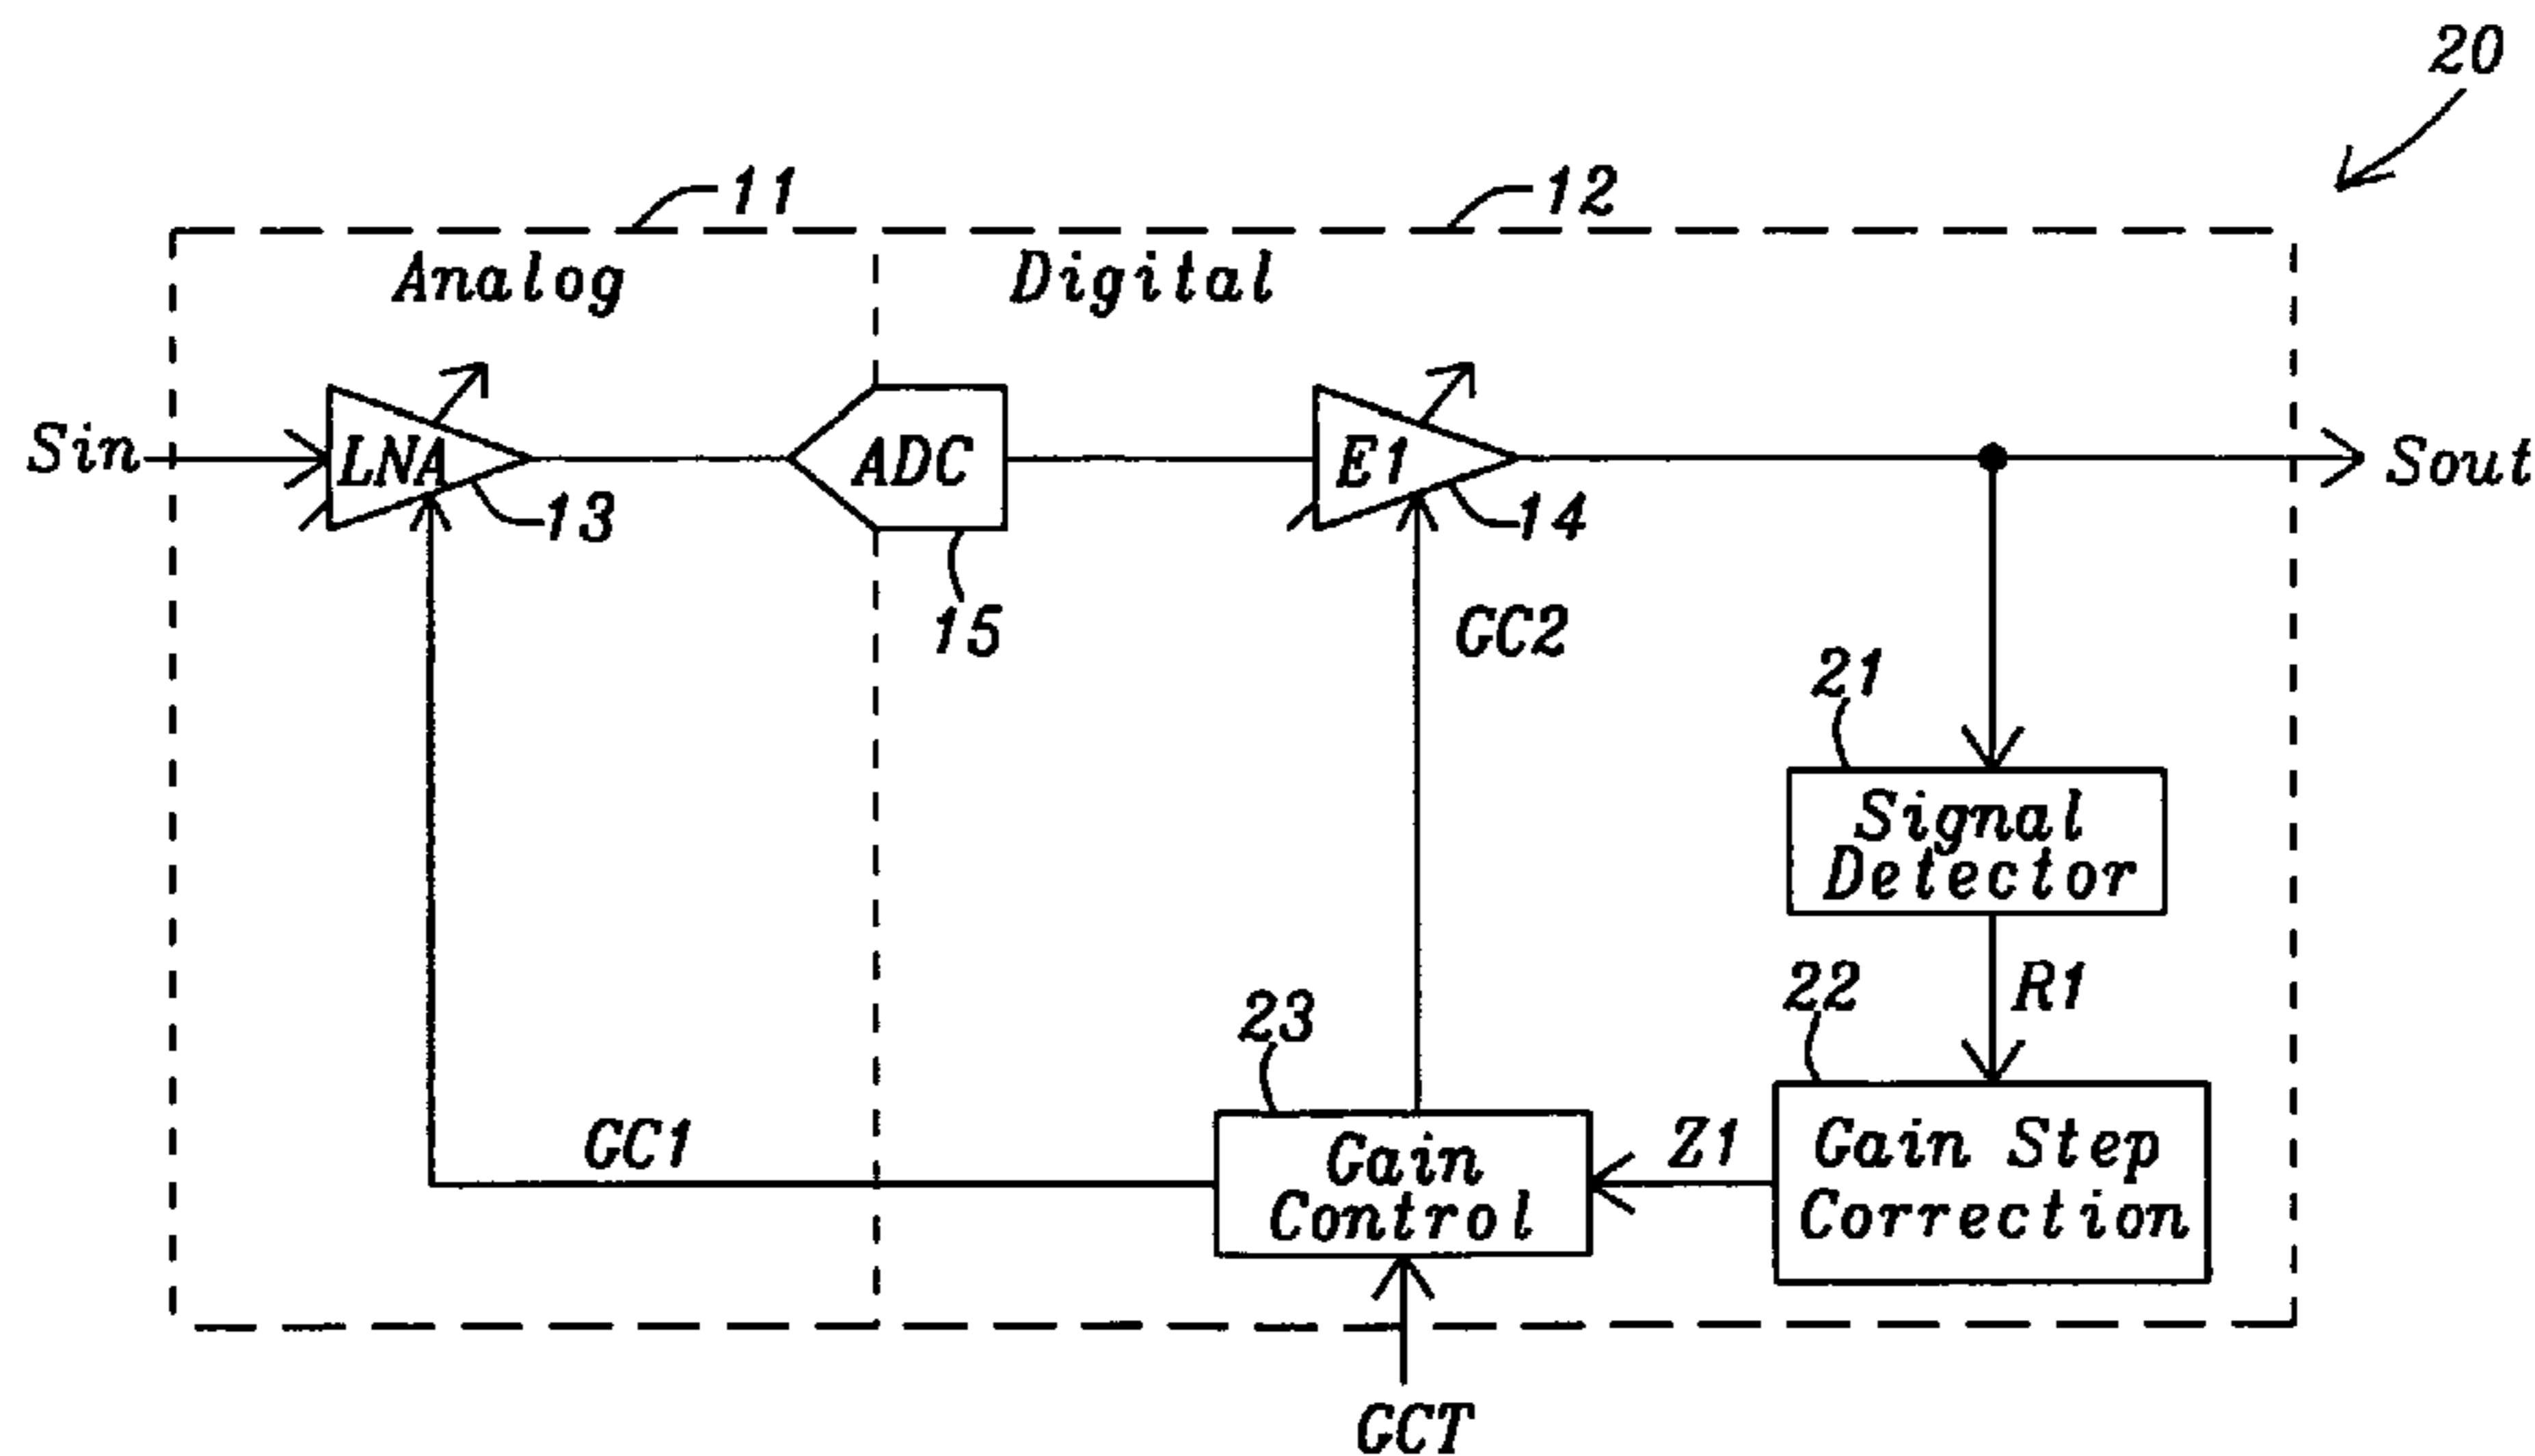 20
11
12
Analog
Digital
Sin
LNA
ADC
E1
Sout
13
14
15
GC2
21
Signal
Detector
R1
22
23
GC1
Gain
Control
Z1
Gain Step
Correction
GCT